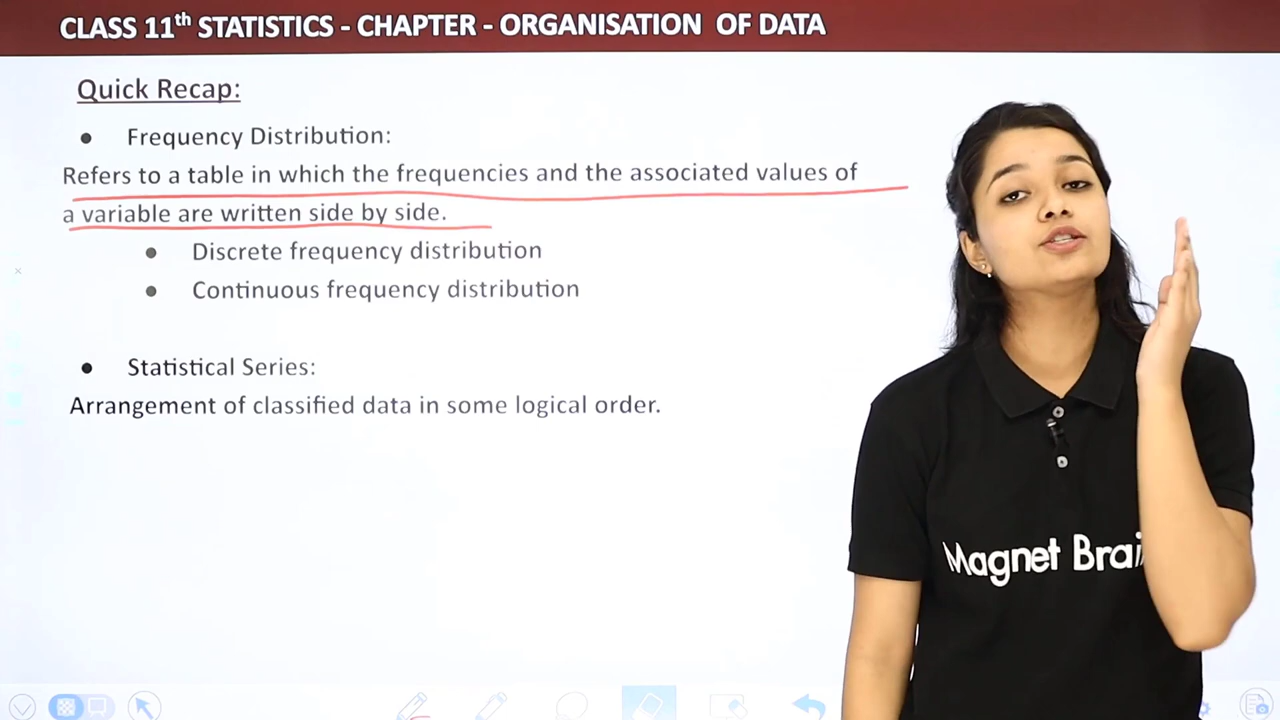 CLASS 11th STATISTICS - CHAPTER - ORGANISATION OF DATA
Quick Recap:
● Frequency Distribution:
Refers to a table in which the frequencies and the associated values of
a variable are written side by side.
● Discrete frequency distribution
● Continuous frequency distribution
● Statistical Series:
Arrangement of classified data in some logical order.
Magnet Brai